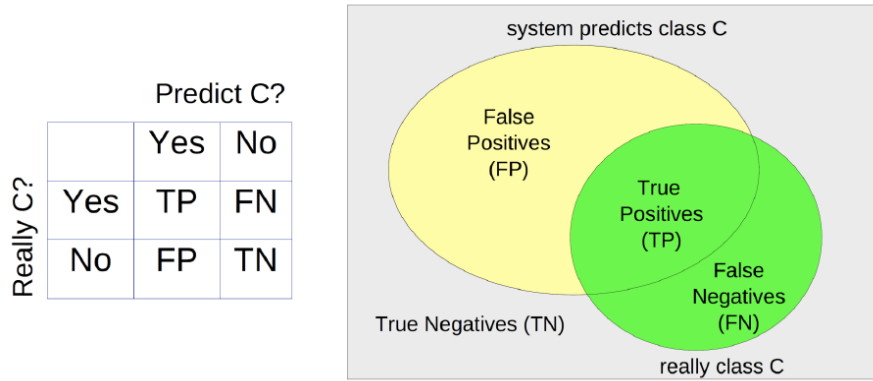 Predict C?
Really C?
Yes No
Yes TP FN
No FP TN
system predicts class C
False
Positives
(FP)
True
Positives
(TP)
False
Negatives
(FN)
True Negatives (TN)
really class C